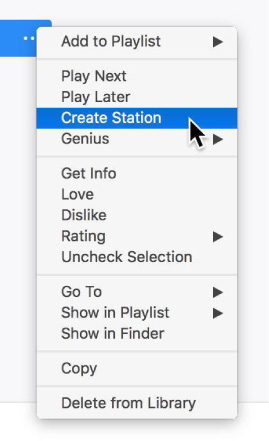 Add to Playlist
Play Next
Play Later
Create Station
Genius
Get Info
Love
Dislike
Rating
Uncheck Selection
Go To
Show in Playlist
Show in Finder
Copy
Delete from Library